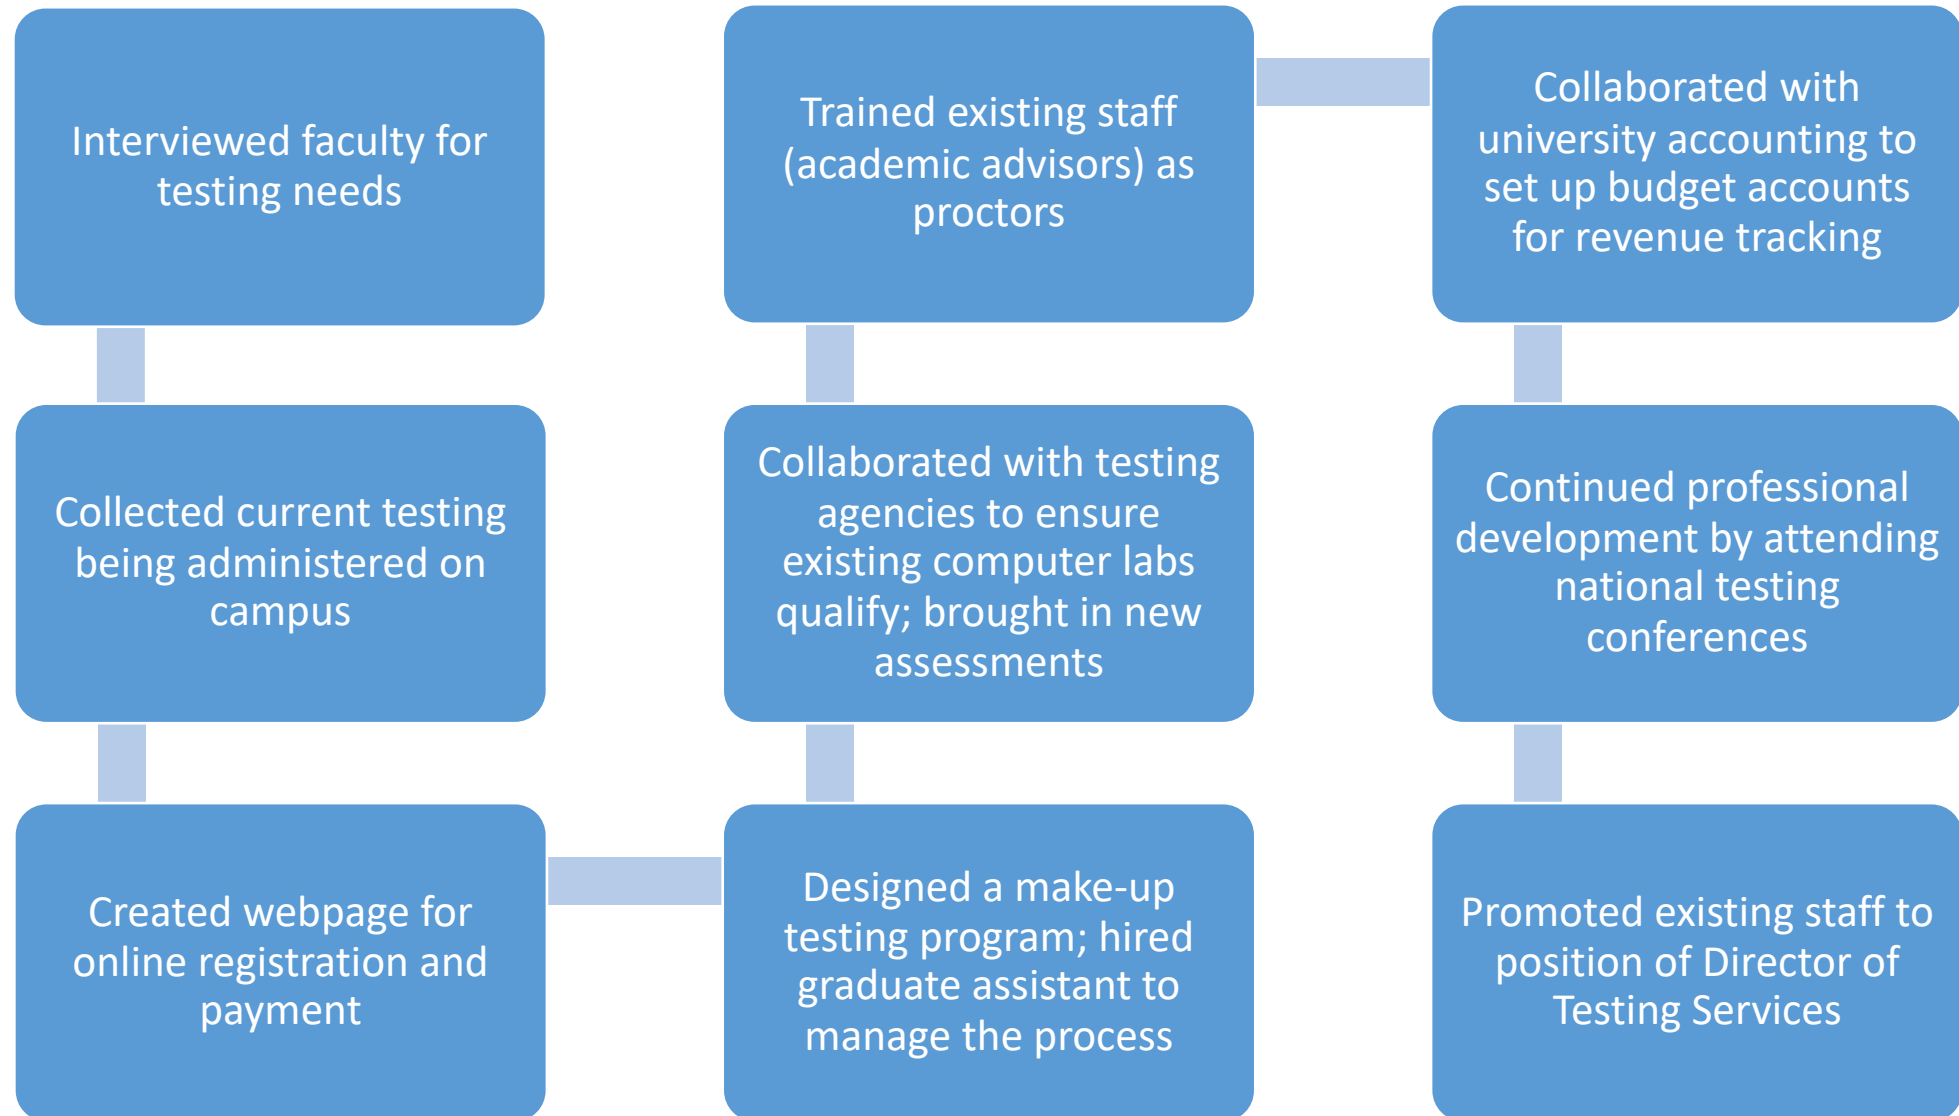 Interviewed faculty for
testing needs
Collected current testing
being administered on
campus
Created webpage for
online registration and
payment
Designed a make-up
testing program; hired
graduate assistant to
manage the process
Collaborated with testing
agencies to ensure
existing computer labs
qualify; brought in new
assessments
Trained existing staff
(academic advisors) as
proctors
Collaborated with
university accounting to
set up budget accounts
for revenue tracking
Continued professional
development by attending
national testing
conferences
Promoted existing staff to
position of Director of
Testing Services